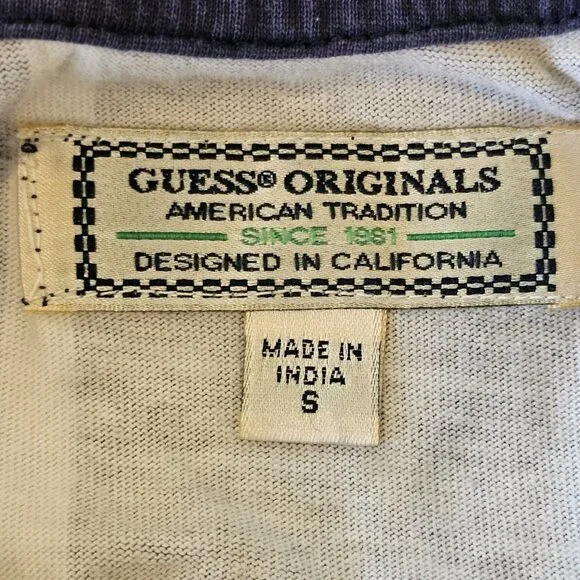 GUESS® ORIGINALS
AMERICAN TRADITION
SINCE 1981
DESIGNED IN CALIFORNIA
MADE IN
INDIA
S